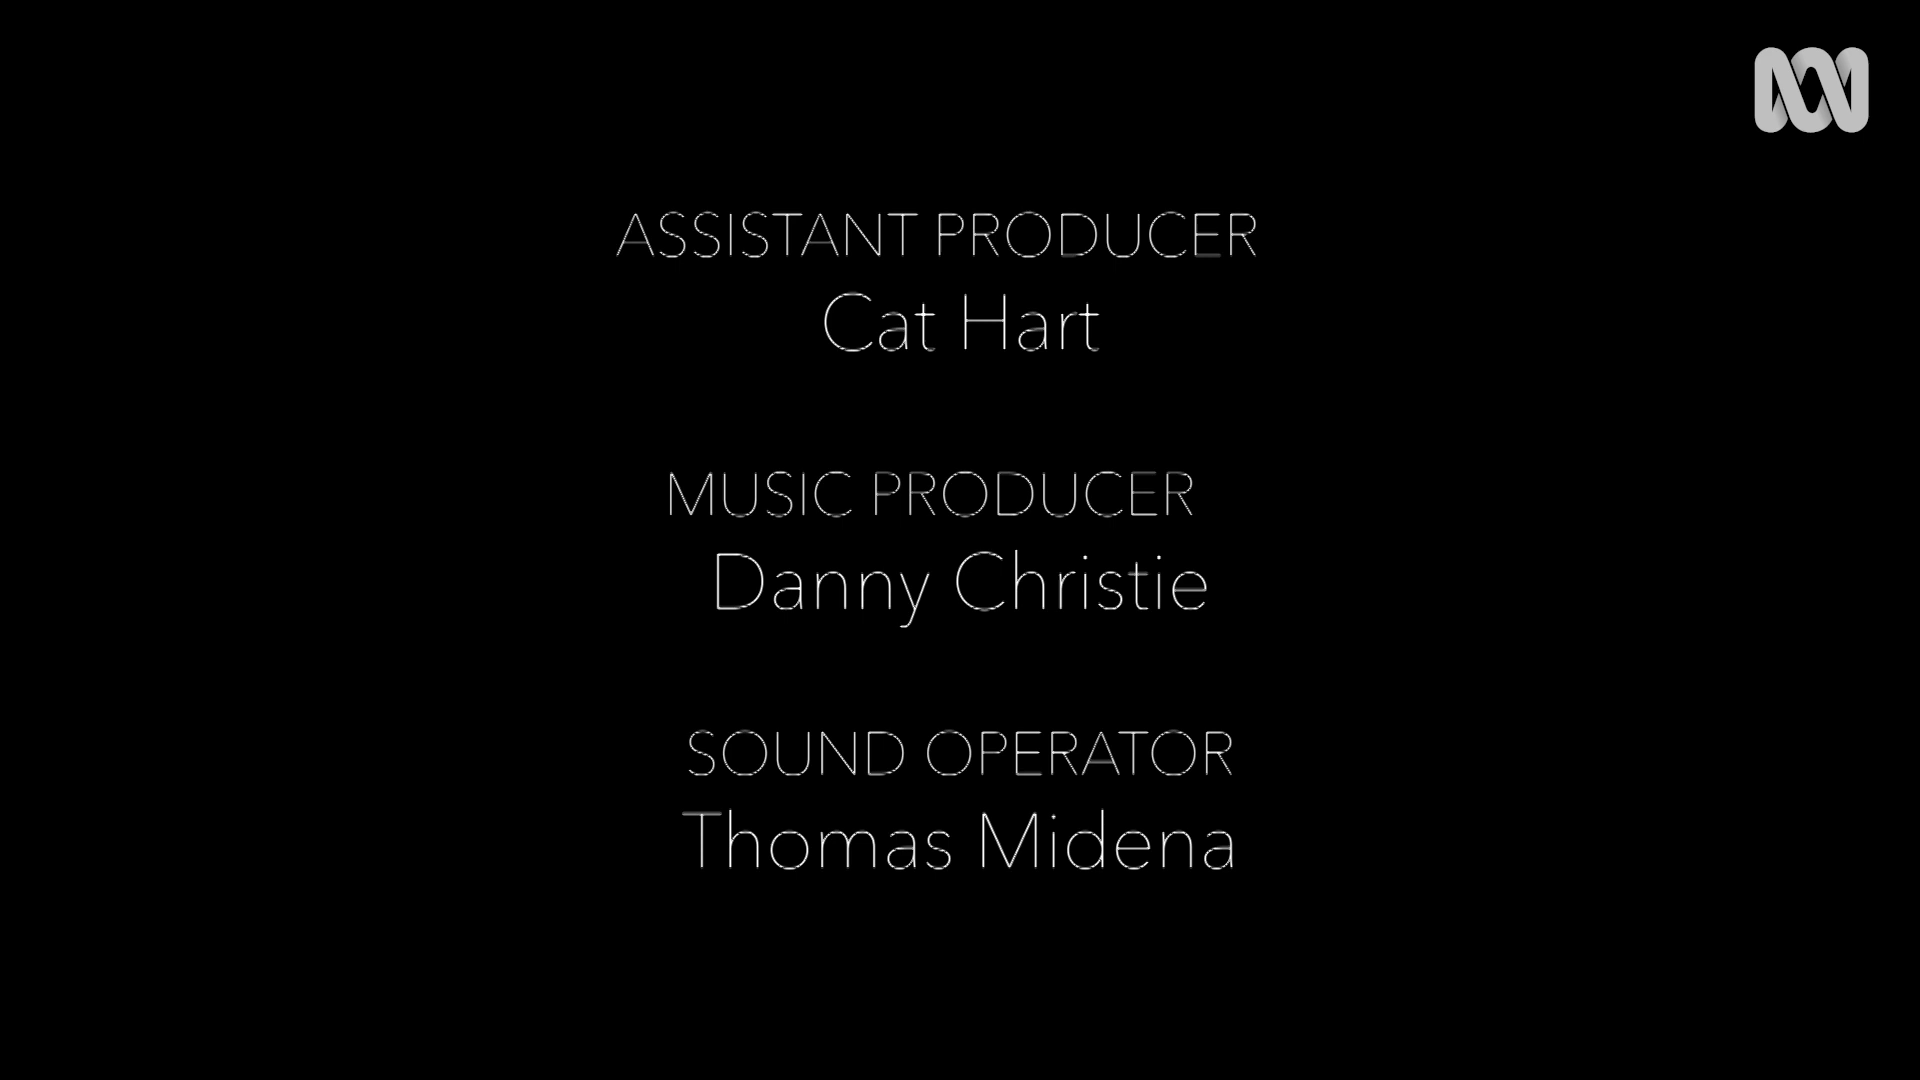 ASSISTANT PRODUCER
Cat Hart
MUSIC PRODUCER
Danny Christie
SOUND OPERATOR
Thomas Midena